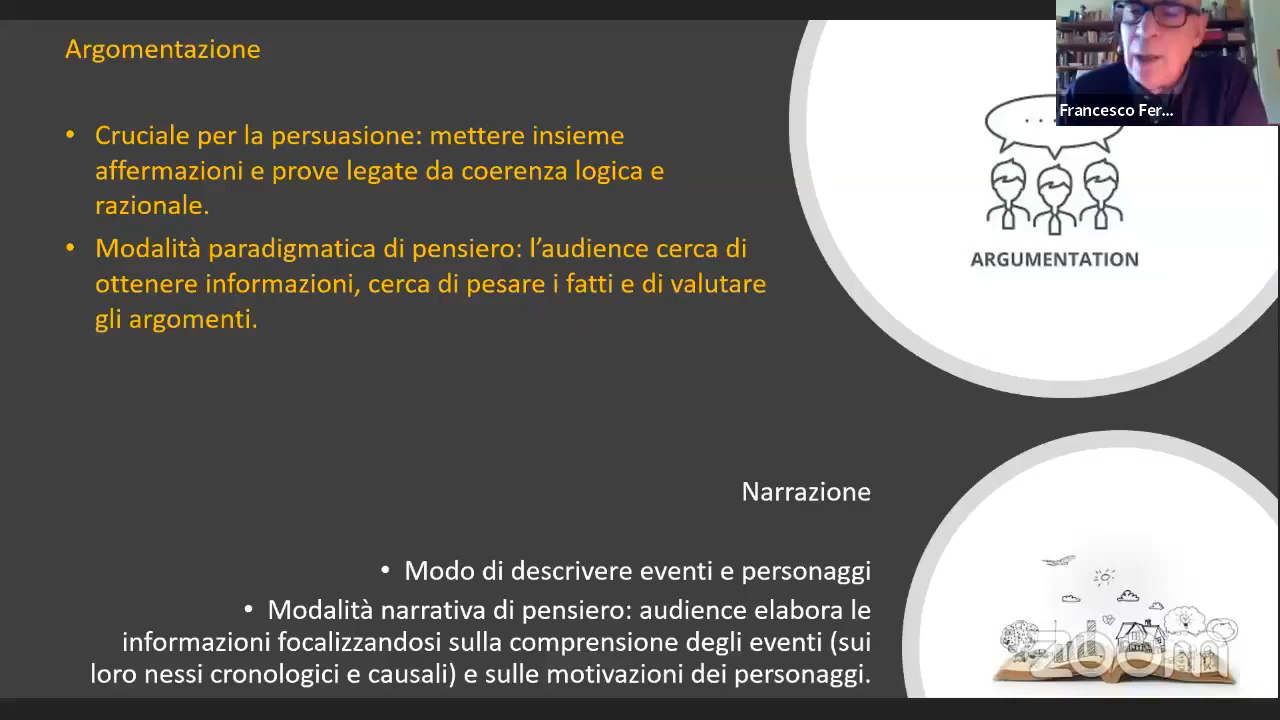 Argomentazione
• Cruciale per la persuasione: mettere insieme
affermazioni e prove legate da coerenza logica e
razionale.
• Modalità paradigmatica di pensiero: l’audience cerca di
ottenere informazioni, cerca di pesare i fatti e di valutare
gli argomenti.
Francesco Fer...
ARGUMENTATION
Narrazione
• Modo di descrivere eventi e personaggi
• Modalità narrativa di pensiero: audience elabora le
informazioni focalizzandosi sulla comprensione degli eventi (sui
loro nessi cronologici e causali) e sulle motivazioni dei personaggi.
zoom